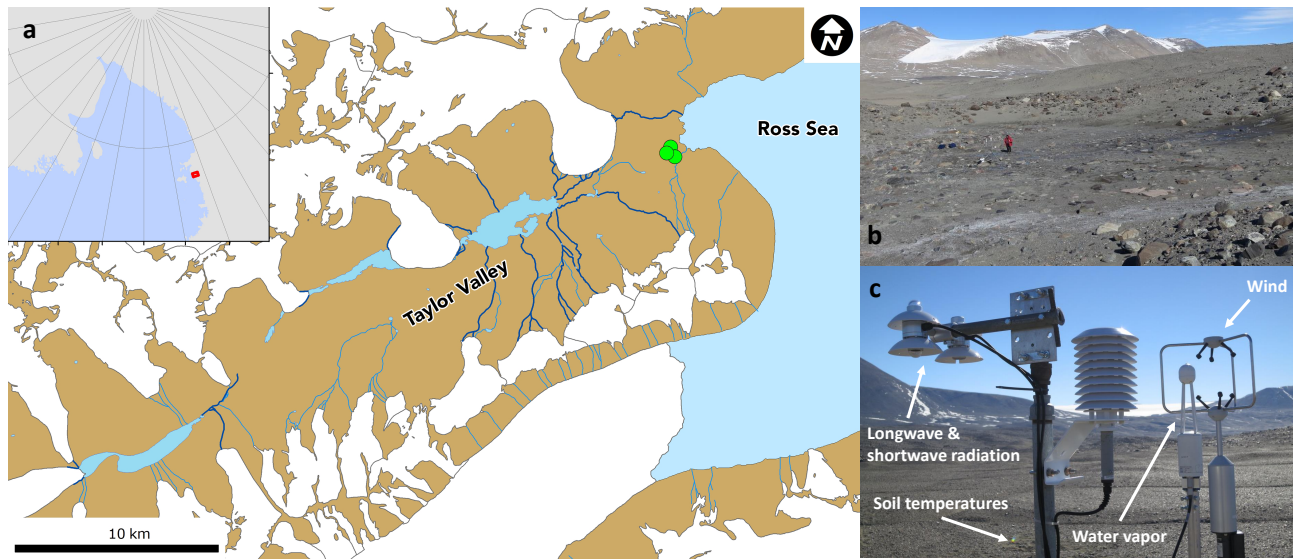 a
N
Ross Sea
Taylor Valley
10 km
b
c
Wind
Longwave &
shortwave radiation
Soil temperatures
Water vapor